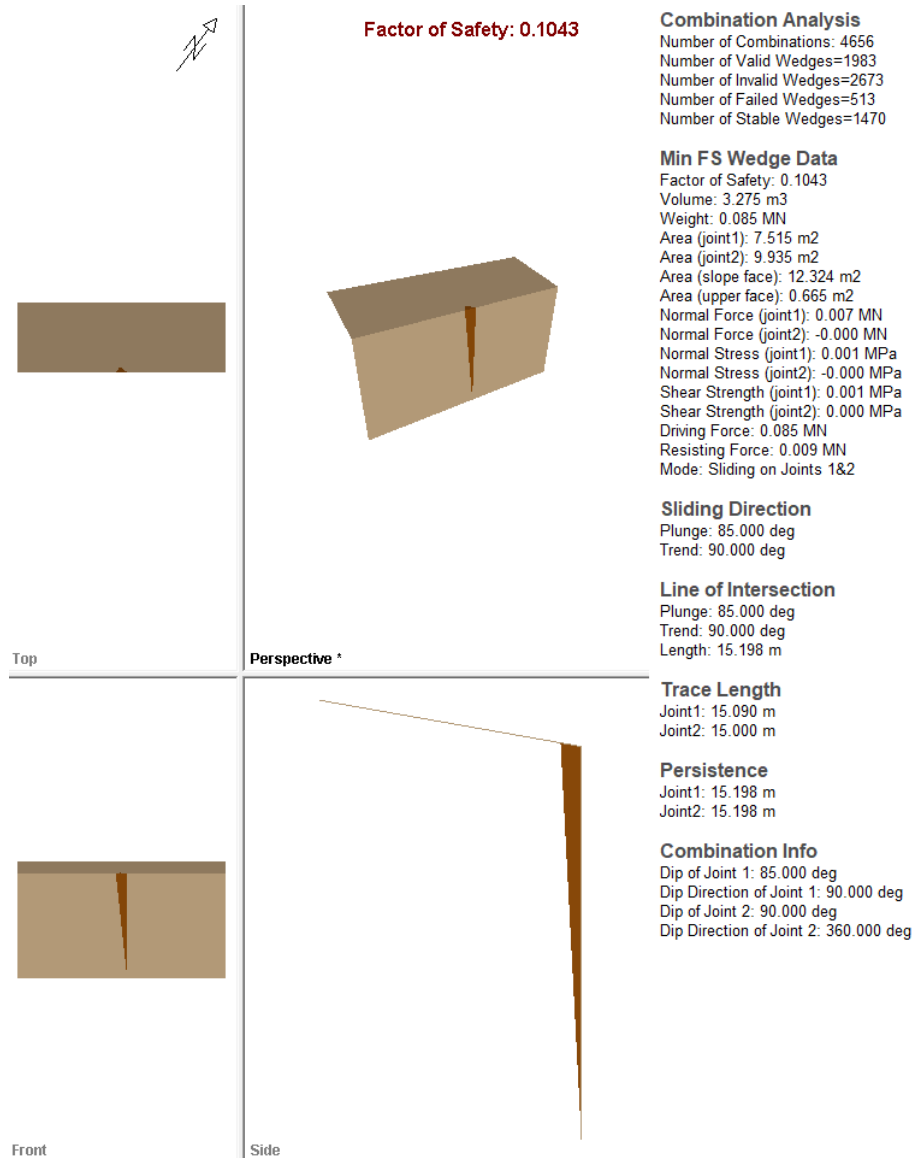 N
Factor of Safety: 0.1043
Top
Perspective *
Front
Side
Combination Analysis
Number of Combinations: 4656
Number of Valid Wedges=1983
Number of Invalid Wedges=2673
Number of Failed Wedges=513
Number of Stable Wedges=1470
Min FS Wedge Data
Factor of Safety: 0.1043
Volume: 3.275 m3
Weight: 0.085 MN
Area (joint1): 7.515 m2
Area (joint2): 9.935 m2
Area (slope face): 12.324 m2
Area (upper face): 0.665 m2
Normal Force (joint1): 0.007 MN
Normal Force (joint2): -0.000 MN
Normal Stress (joint1): 0.001 MPa
Normal Stress (joint2): -0.000 MPa
Shear Strength (joint1): 0.001 MPa
Shear Strength (joint2): 0.000 MPa
Driving Force: 0.085 MN
Resisting Force: 0.009 MN
Mode: Sliding on Joints 1&2
Sliding Direction
Plunge: 85.000 deg
Trend: 90.000 deg
Line of Intersection
Plunge: 85.000 deg
Trend: 90.000 deg
Length: 15.198 m
Trace Length
Joint1: 15.090 m
Joint2: 15.000 m
Persistence
Joint1: 15.198 m
Joint2: 15.198 m
Combination Info
Dip of Joint 1: 85.000 deg
Dip Direction of Joint 1: 90.000 deg
Dip of Joint 2: 90.000 deg
Dip Direction of Joint 2: 360.000 deg